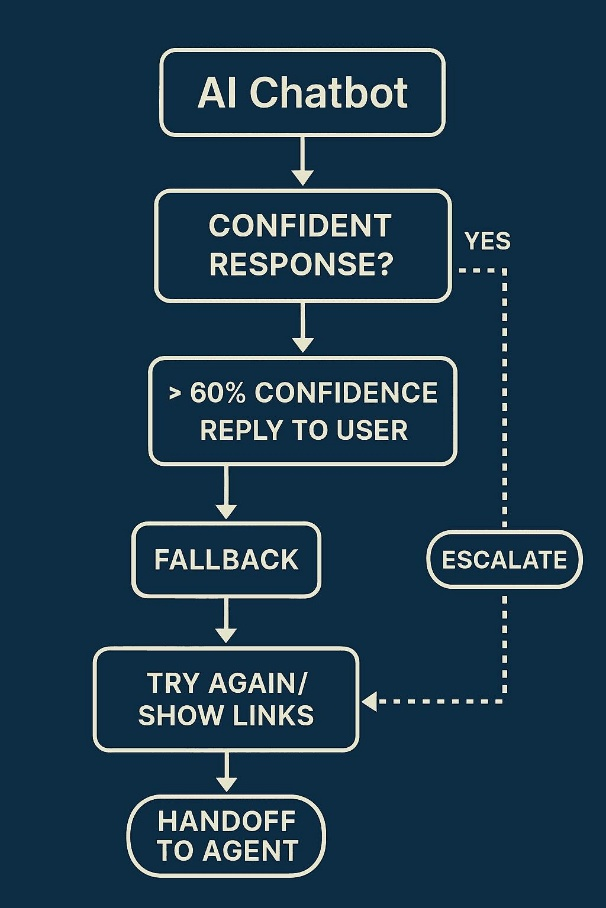 AI Chatbot
CONFIDENT
RESPONSE?
YES
> 60% CONFIDENCE
REPLY TO USER
FALLBACK
ESCALATE
TRY AGAIN/
SHOW LINKS
HANDOFF
TO AGENT